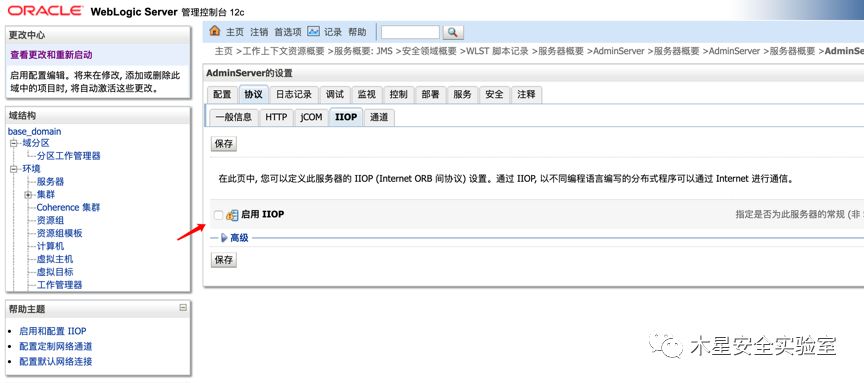 ORACLE WebLogic Server 管理控制台 12c
更改中心
查看更改和重新启动
启用配置编辑。将来在修改, 添加或删除此
域中的项目时, 将自动激活这些更改。
域结构
base_domain
域分区
分区工作管理器
环境
服务器
集群
Coherence 集群
资源组
资源组模板
计算机
虚拟主机
虚拟目标
工作管理器
帮助主题
启用和配置 IIOP
配置定制网络通道
配置默认网络连接
主页 注销 首选项 记录 帮助
主页 >工作上下文资源概要 >服务概要: JMS >安全领域概要 >WLST 脚本记录 >服务器概要 >AdminServer >服务器概要 >AdminServer >服务器概要 >AdminS
AdminServer的设置
配置 协议 日志记录 调试 监视 控制 部署 服务 安全 注释
一般信息 HTTP jCOM IIOP 通道
保存
在此页中, 您可以定义此服务器的 IIOP (Internet ORB 间协议) 设置。通过 IIOP, 以不同编程语言编写的分布式程序可以通过 Internet 进行通信。
启用 IIOP 指定是否为此服务器的常规 (非
高级
保存
木星安全实验室